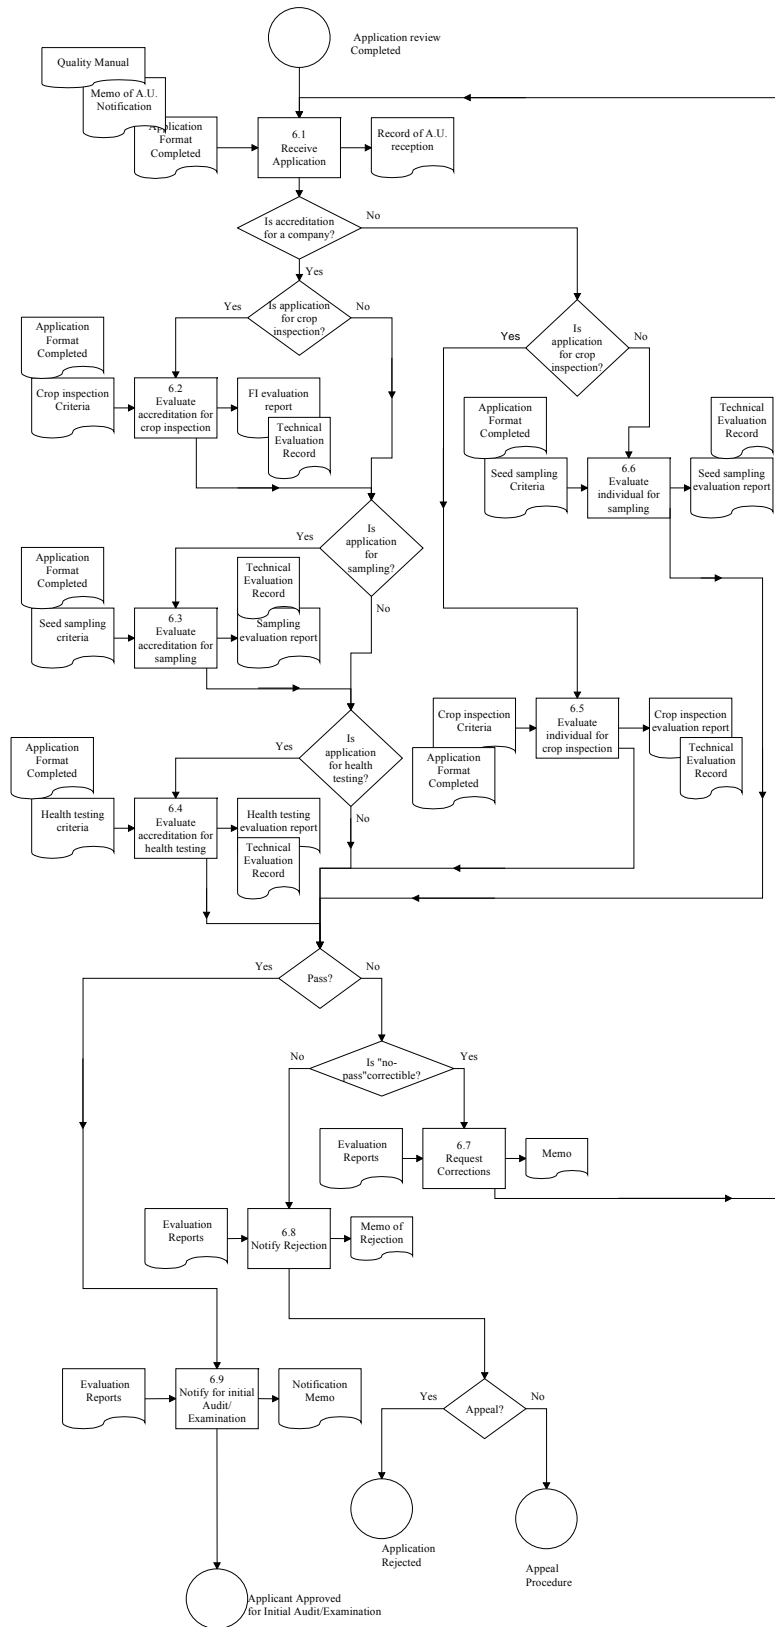 Application review
Completed
Quality Manual
Memo of A.U.
Notification
Application
Format
Completed
6.1
Receive
Application
Record of A.U.
reception
Is accreditation
for a company?
No
Yes
Is application
for crop
inspection?
Yes
No
Is
application
for crop
inspection?
Yes
No
Application
Format
Completed
Crop inspection
Criteria
6.2
Evaluate
accreditation for
crop inspection
FI evaluation
report
Technical
Evaluation
Record
Application
Format
Completed
Seed sampling
Criteria
6.6
Evaluate
individual for
sampling
Technical
Evaluation
Record
Seed sampling
evaluation report
Is
application
for
sampling?
Yes
No
Application
Format
Completed
Seed sampling
criteria
6.3
Evaluate
accreditation for
sampling
Technical
Evaluation
Record
Sampling
evaluation report
Is
application
for health
testing?
Yes
No
Crop inspection
Criteria
Application
Format
Completed
6.5
Evaluate
individual for
crop inspection
Crop inspection
evaluation report
Technical
Evaluation
Record
Application
Format
Completed
Health testing
criteria
6.4
Evaluate
accreditation for
health testing
Health testing
evaluation report
Technical
Evaluation
Record
Pass?
Yes
No
Is "no-
pass"correctible?
No
Yes
Evaluation
Reports
6.7
Request
Corrections
Memo
Evaluation
Reports
6.8
Notify Rejection
Memo of
Rejection
Evaluation
Reports
6.9
Notify for initial
Audit/
Examination
Notification
Memo
Appeal?
Yes
No
Application
Rejected
Appeal
Procedure
Applicant Approved
for Initial Audit/Examination